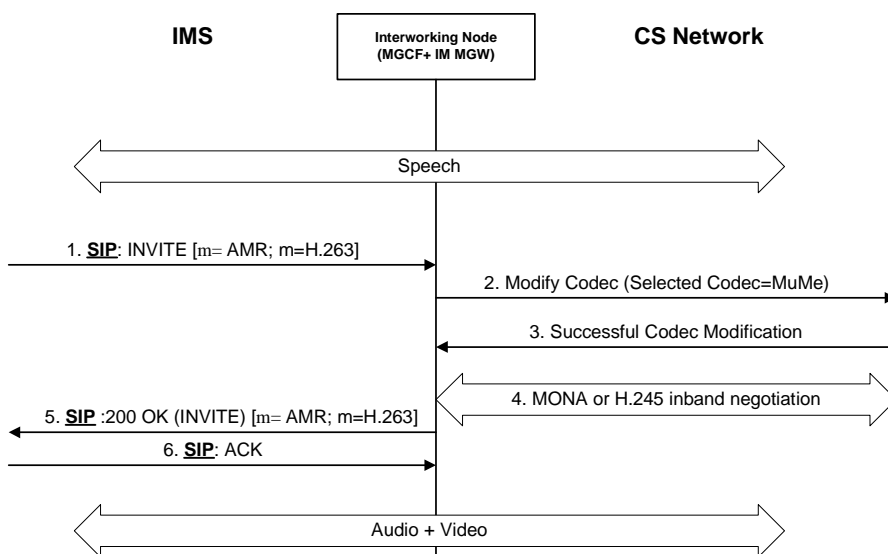 IMS
Interworking Node
(MGCF+ IM MGW)
CS Network
Speech
1. SIP: INVITE [m= AMR; m=H.263]
2. Modify Codec (Selected Codec=MuMe)
3. Successful Codec Modification
4. MONA or H.245 inband negotiation
5. SIP :200 OK (INVITE) [m= AMR; m=H.263]
6. SIP: ACK
Audio + Video